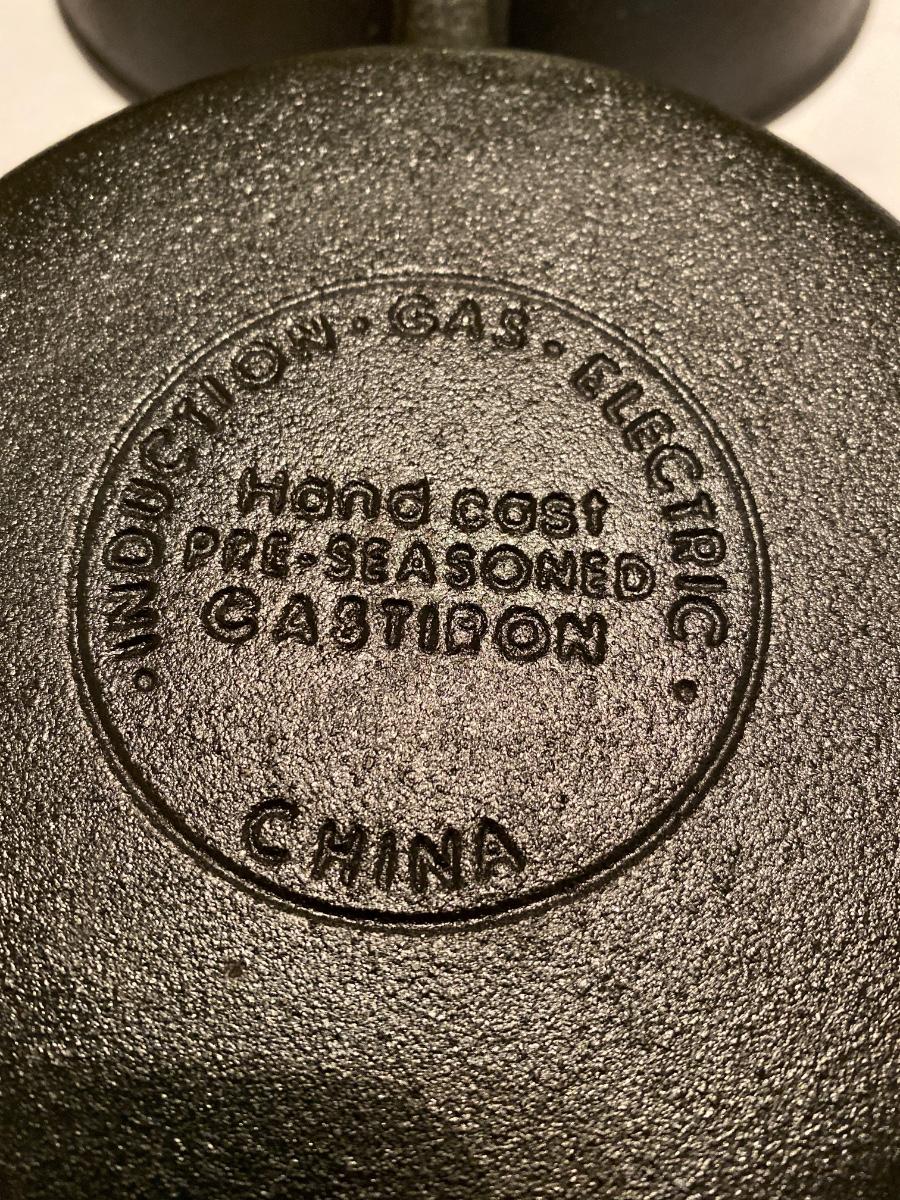 · INDUCTION · GAS · ELECTRIC ·
Hand cast
PRE-SEASONED
CASTIRON
CHINA